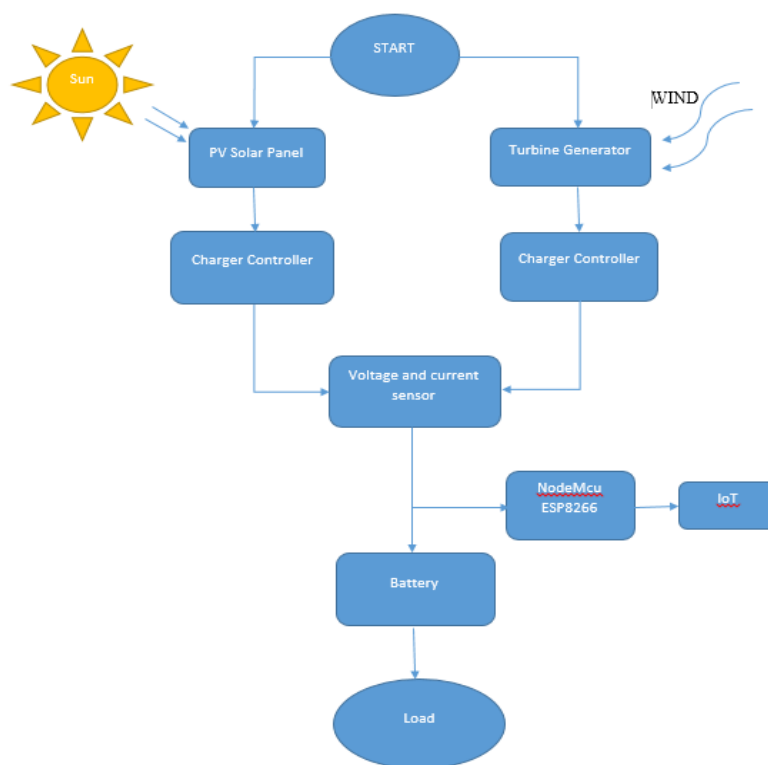 START
Sun
WIND
PV Solar Panel
Turbine Generator
Charger Controller
Charger Controller
Voltage and current
sensor
NodeMcu
ESP8266
IoT
Battery
Load